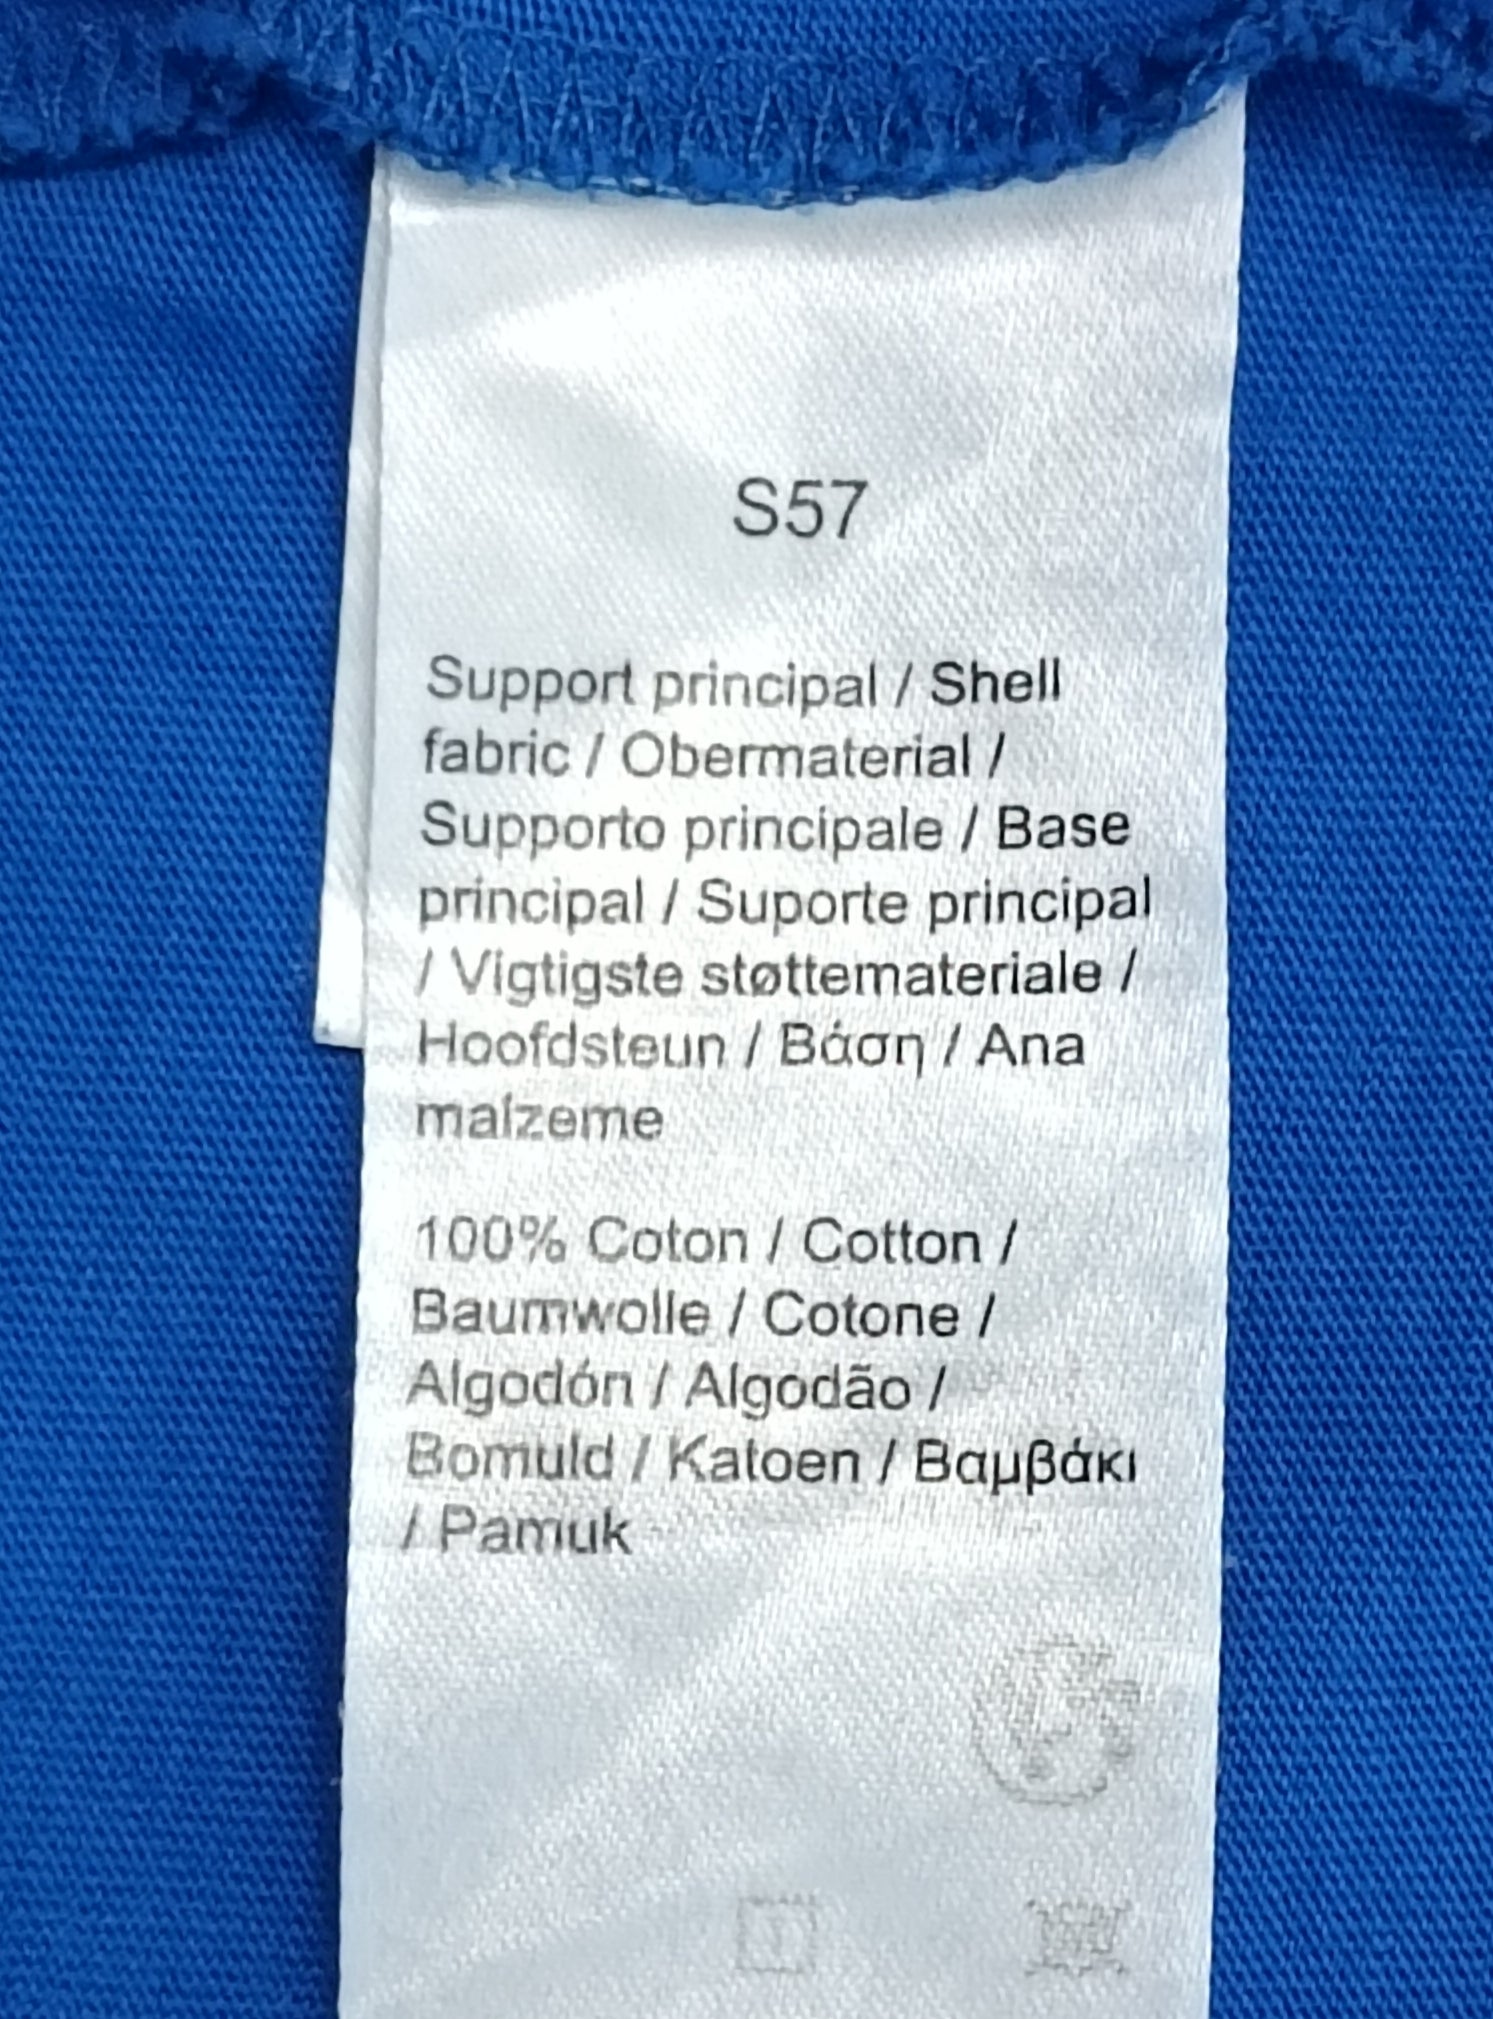 S57
Support principal / Shell
fabric / Obermaterial /
Supporto principale / Base
principal / Suporte principal
/ Vigtigste støttemateriale /
Hoofdsteun / Βάση / Ana
malzeme
100% Coton / Cotton /
Baumwolle / Cotone /
Algodón / Algodão /
Bomuld / Katoen / Βαμβάκι
/ Pamuk